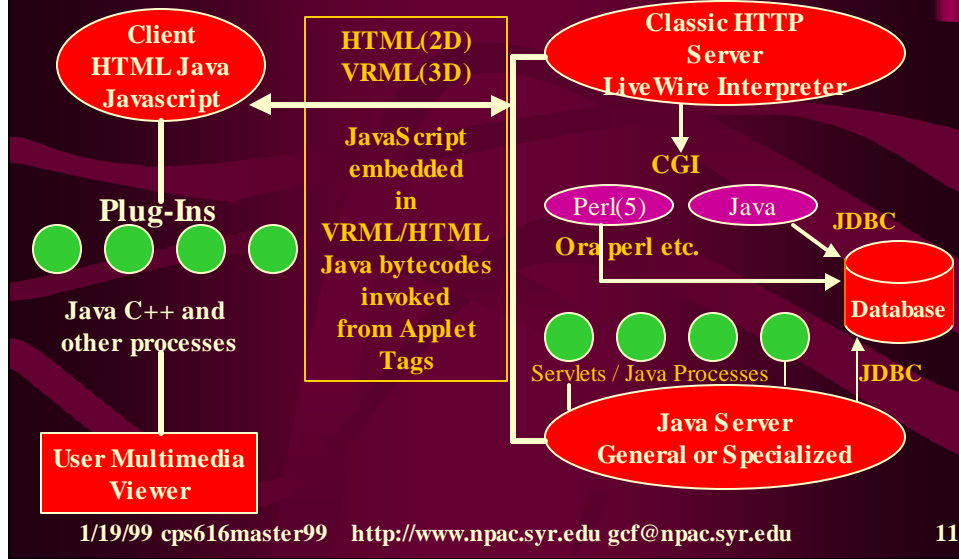 Client
HTML Java
Javascript
Plug-Ins
Java C++ and
other processes
User Multimedia
Viewer
HTML(2D)
VRML(3D)
JavaScript
embedded
in
VRML/HTML
Java bytecodes
invoked
from Applet
Tags
Classic HTTP
Server
LiveWire Interpreter
CGI
Perl(5)
Java
JDBC
Oraperl etc.
Database
Servlets / Java Processes
JDBC
Java Server
General or Specialized
1/19/99 cps616master99 http://www.npac.syr.edu gcf@npac.syr.edu 11